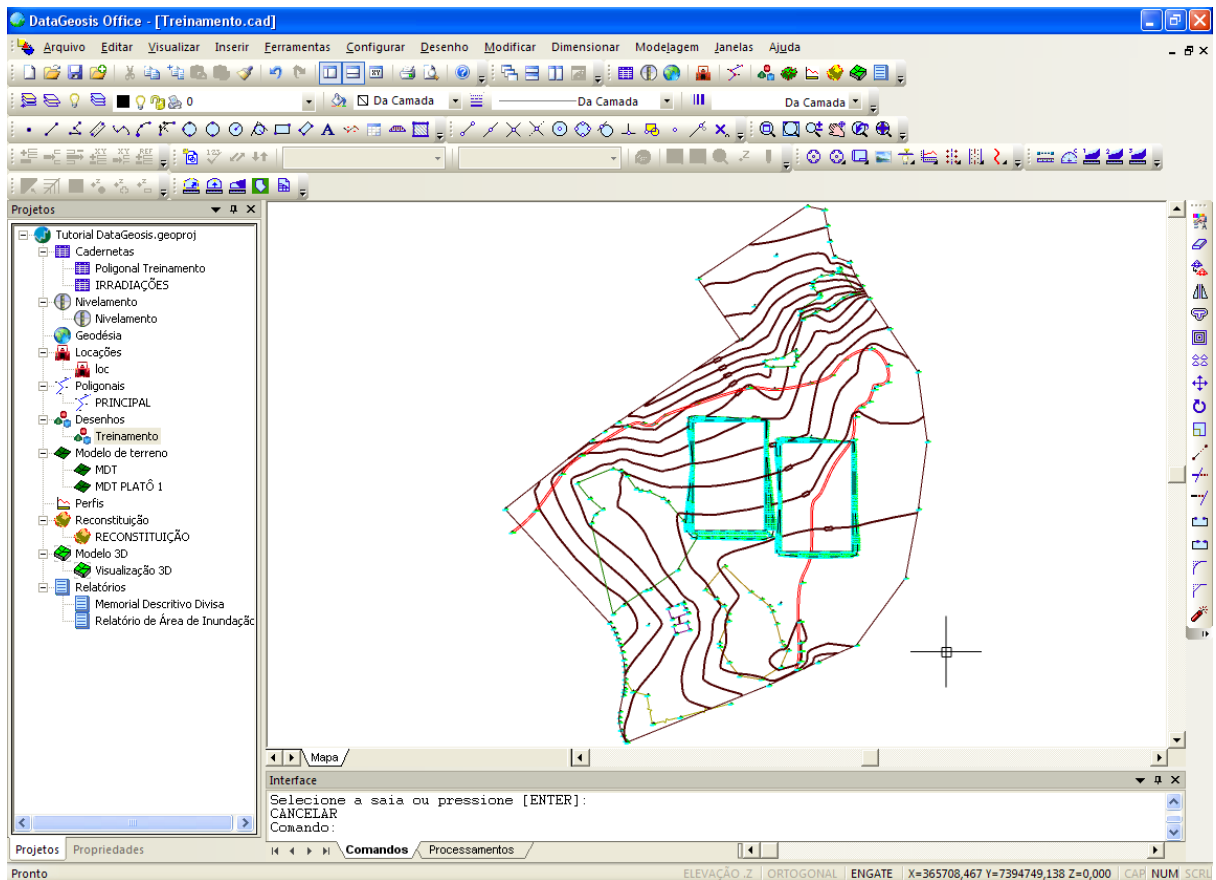 DataGeosis Office - [Treinamento.cad]
Arquivo Editar Visualizar Inserir Ferramentas Configurar Desenho Modificar Dimensionar Modelagem Janelas Ajuda
0 Da Camada Da Camada Da Camada
Projetos
Tutorial DataGeosis.geoproj
Cadernetas
Poligonal Treinamento
IRRADIAÇÕES
Nivelamento
Nivelamento
Geodésia
Locações
loc
Poligonais
PRINCIPAL
Desenhos
Treinamento
Modelo de terreno
MDT
MDT PLATÔ 1
Perfis
Reconstituição
RECONSTITUIÇÃO
Modelo 3D
Visualização 3D
Relatórios
Memorial Descritivo Divisa
Relatório de Área de Inundaçãc
Mapa
Interface
Selecione a saia ou pressione [ENTER]:
CANCELAR
Comando:
Projetos Propriedades
Comandos Processamentos
Pronto
ELEVAÇÃO .Z ORTOGONAL ENGATE X=365708,467 Y=7394749,138 Z=0,000 CAP NUM SCRL